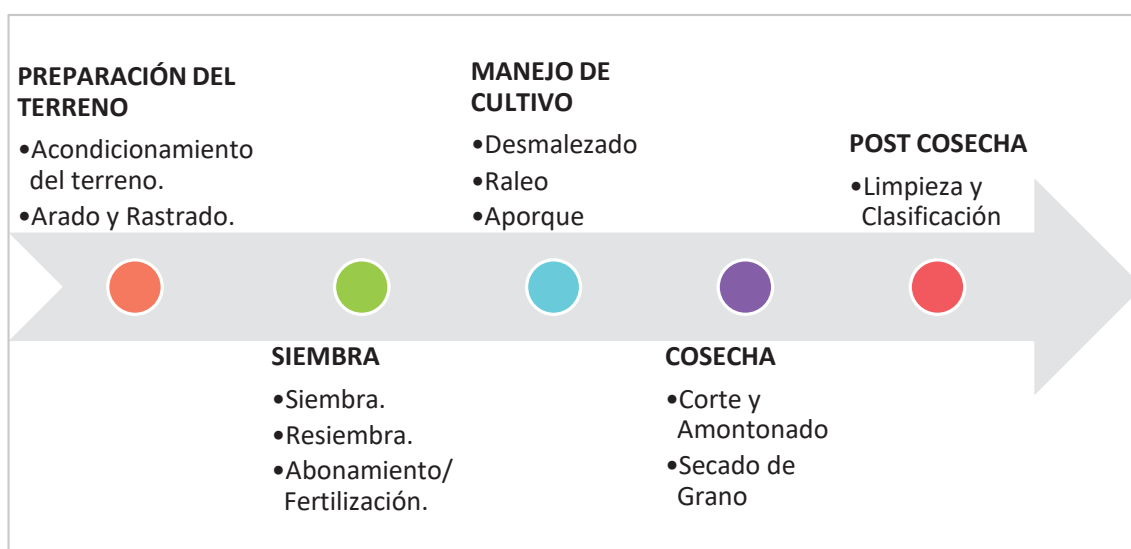 PREPARACIÓN DEL
TERRENO
•Acondicionamiento
del terreno.
•Arado y Rastrado.
SIEMBRA
•Siembra.
•Resiembra.
•Abonamiento/
Fertilización.
MANEJO DE
CULTIVO
•Desmalezado
•Raleo
•Aporque
COSECHA
•Corte y
Amontonado
•Secado de
Grano
POST COSECHA
•Limpieza y
Clasificación